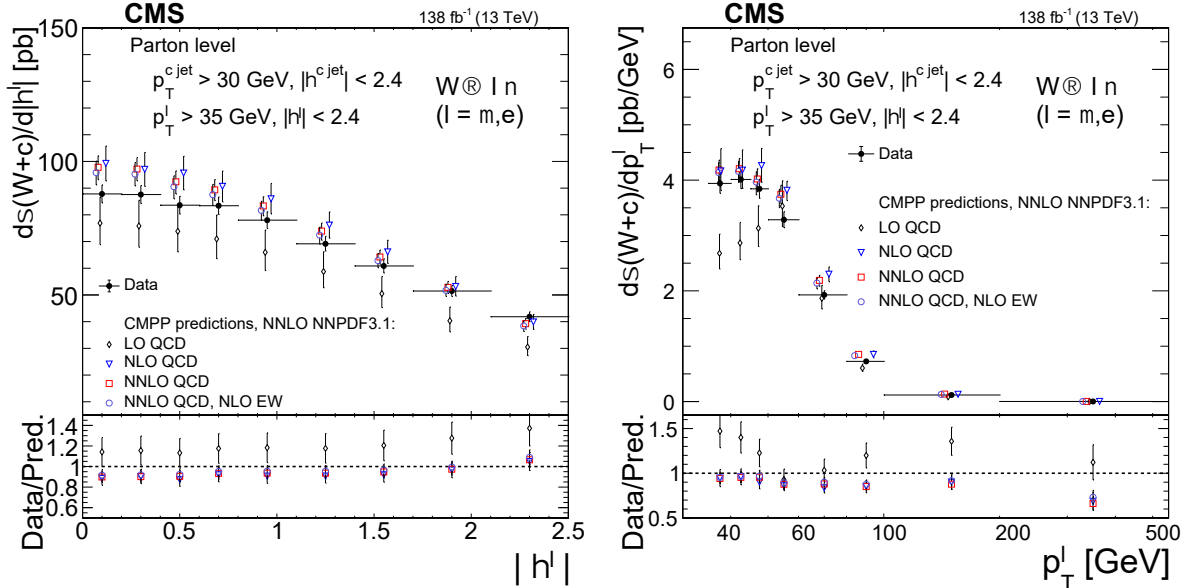 CMS 138 fb⁻¹ (13 TeV)
Parton level
p_T^{c jet} > 30 GeV, |h^{c jet}| < 2.4
p_T^l > 35 GeV, |h^l| < 2.4
W® l n
(l = m,e)
ds(W+c)/d|h^l| [pb]
150
100
50
Data
CMPP predictions, NNLO NNPDF3.1:
LO QCD
NLO QCD
NNLO QCD
NNLO QCD, NLO EW
Data/Pred.
1.4
1.2
1
0.8
0.6
0 0.5 1 1.5 2 2.5
| h^l |
CMS 138 fb⁻¹ (13 TeV)
Parton level
p_T^{c jet} > 30 GeV, |h^{c jet}| < 2.4
p_T^l > 35 GeV, |h^l| < 2.4
W® l n
(l = m,e)
ds(W+c)/dp_T^l [pb/GeV]
6
4
2
0
Data
CMPP predictions, NNLO NNPDF3.1:
LO QCD
NLO QCD
NNLO QCD
NNLO QCD, NLO EW
Data/Pred.
1.5
1
0.5
40 60 100 200 500
p_T^l [GeV]